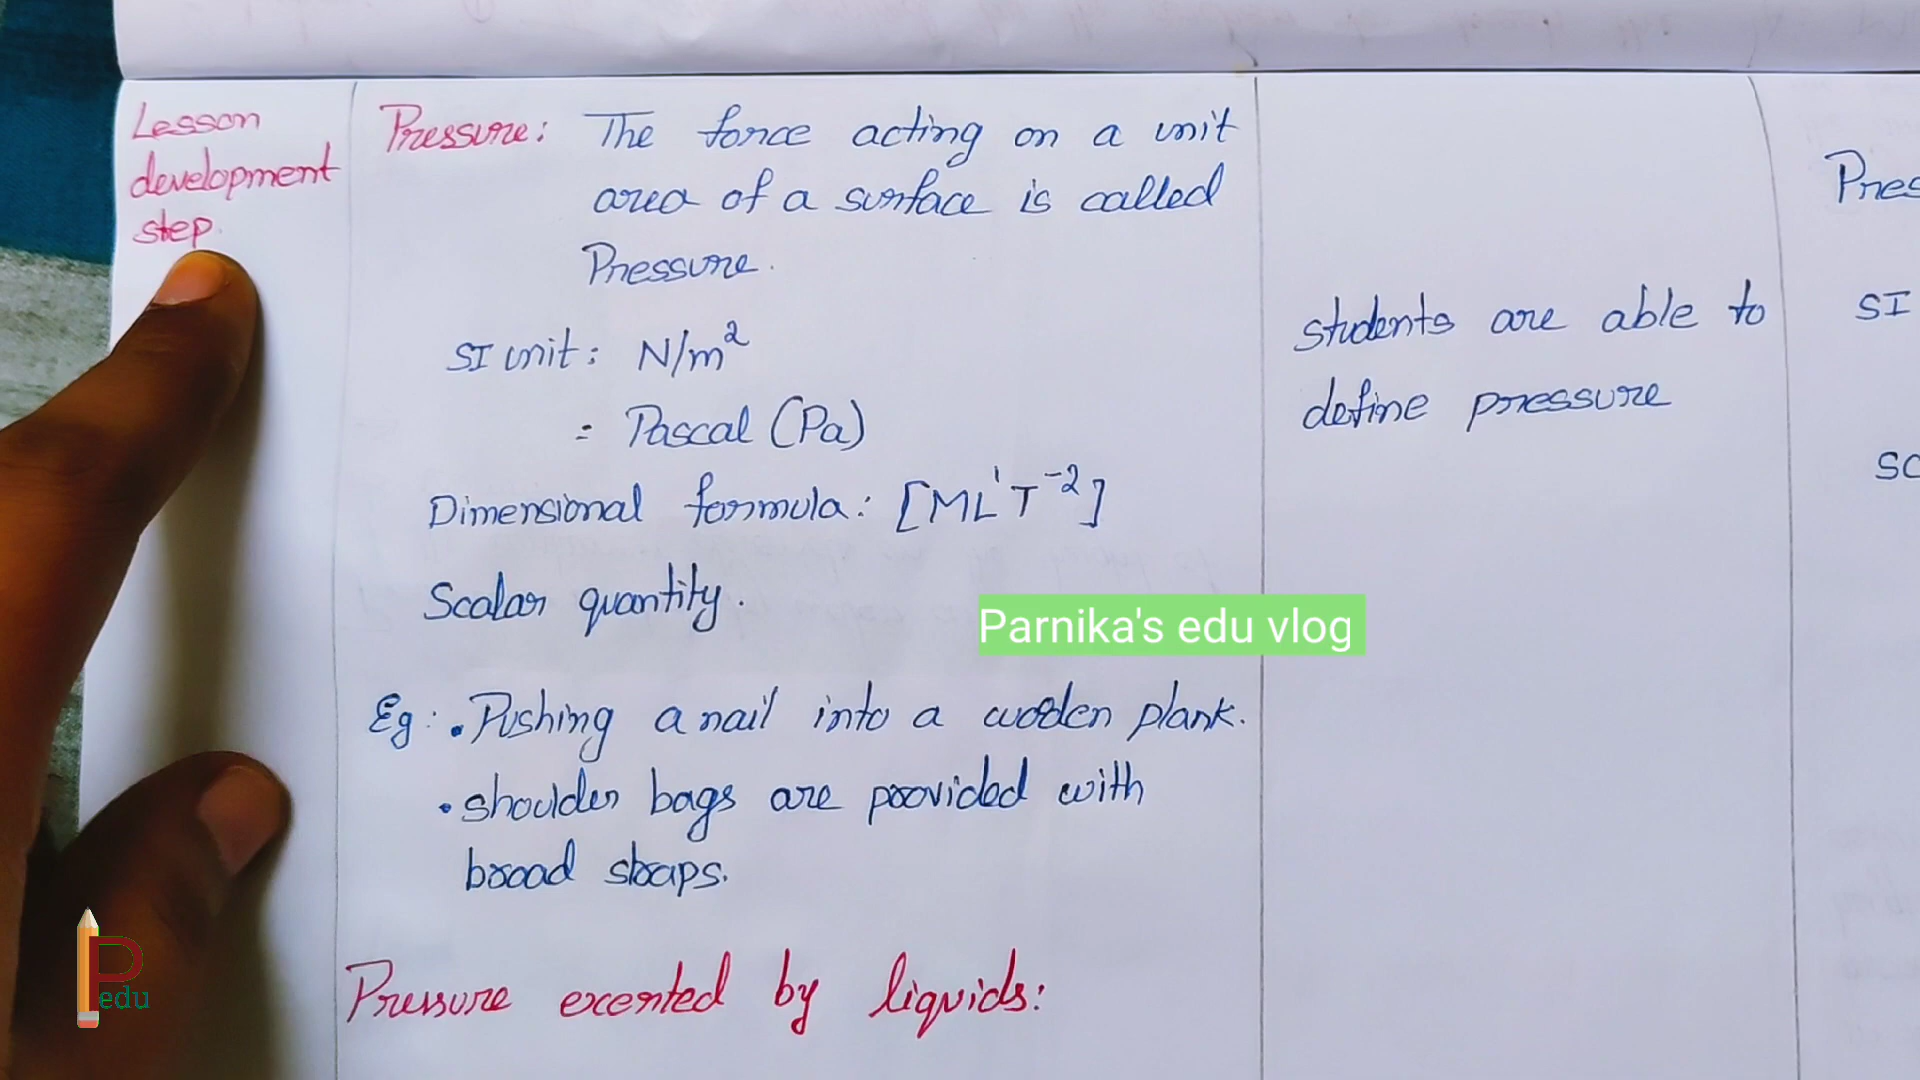 Lesson
development
step.
Pressure: The force acting on a unit
area of a surface is called
Pressure.
SI unit: N/m²
= Pascal (Pa)
Dimensional formula: [ML¹T⁻²]
Scalar quantity.
Eg: • Pushing a nail into a wooden plank.
• shoulder bags are provided with
broad straps.
Pressure exerted by liquids:
students are able to
define pressure
Pres
SI
sc
Parnika's edu vlog
P
edu